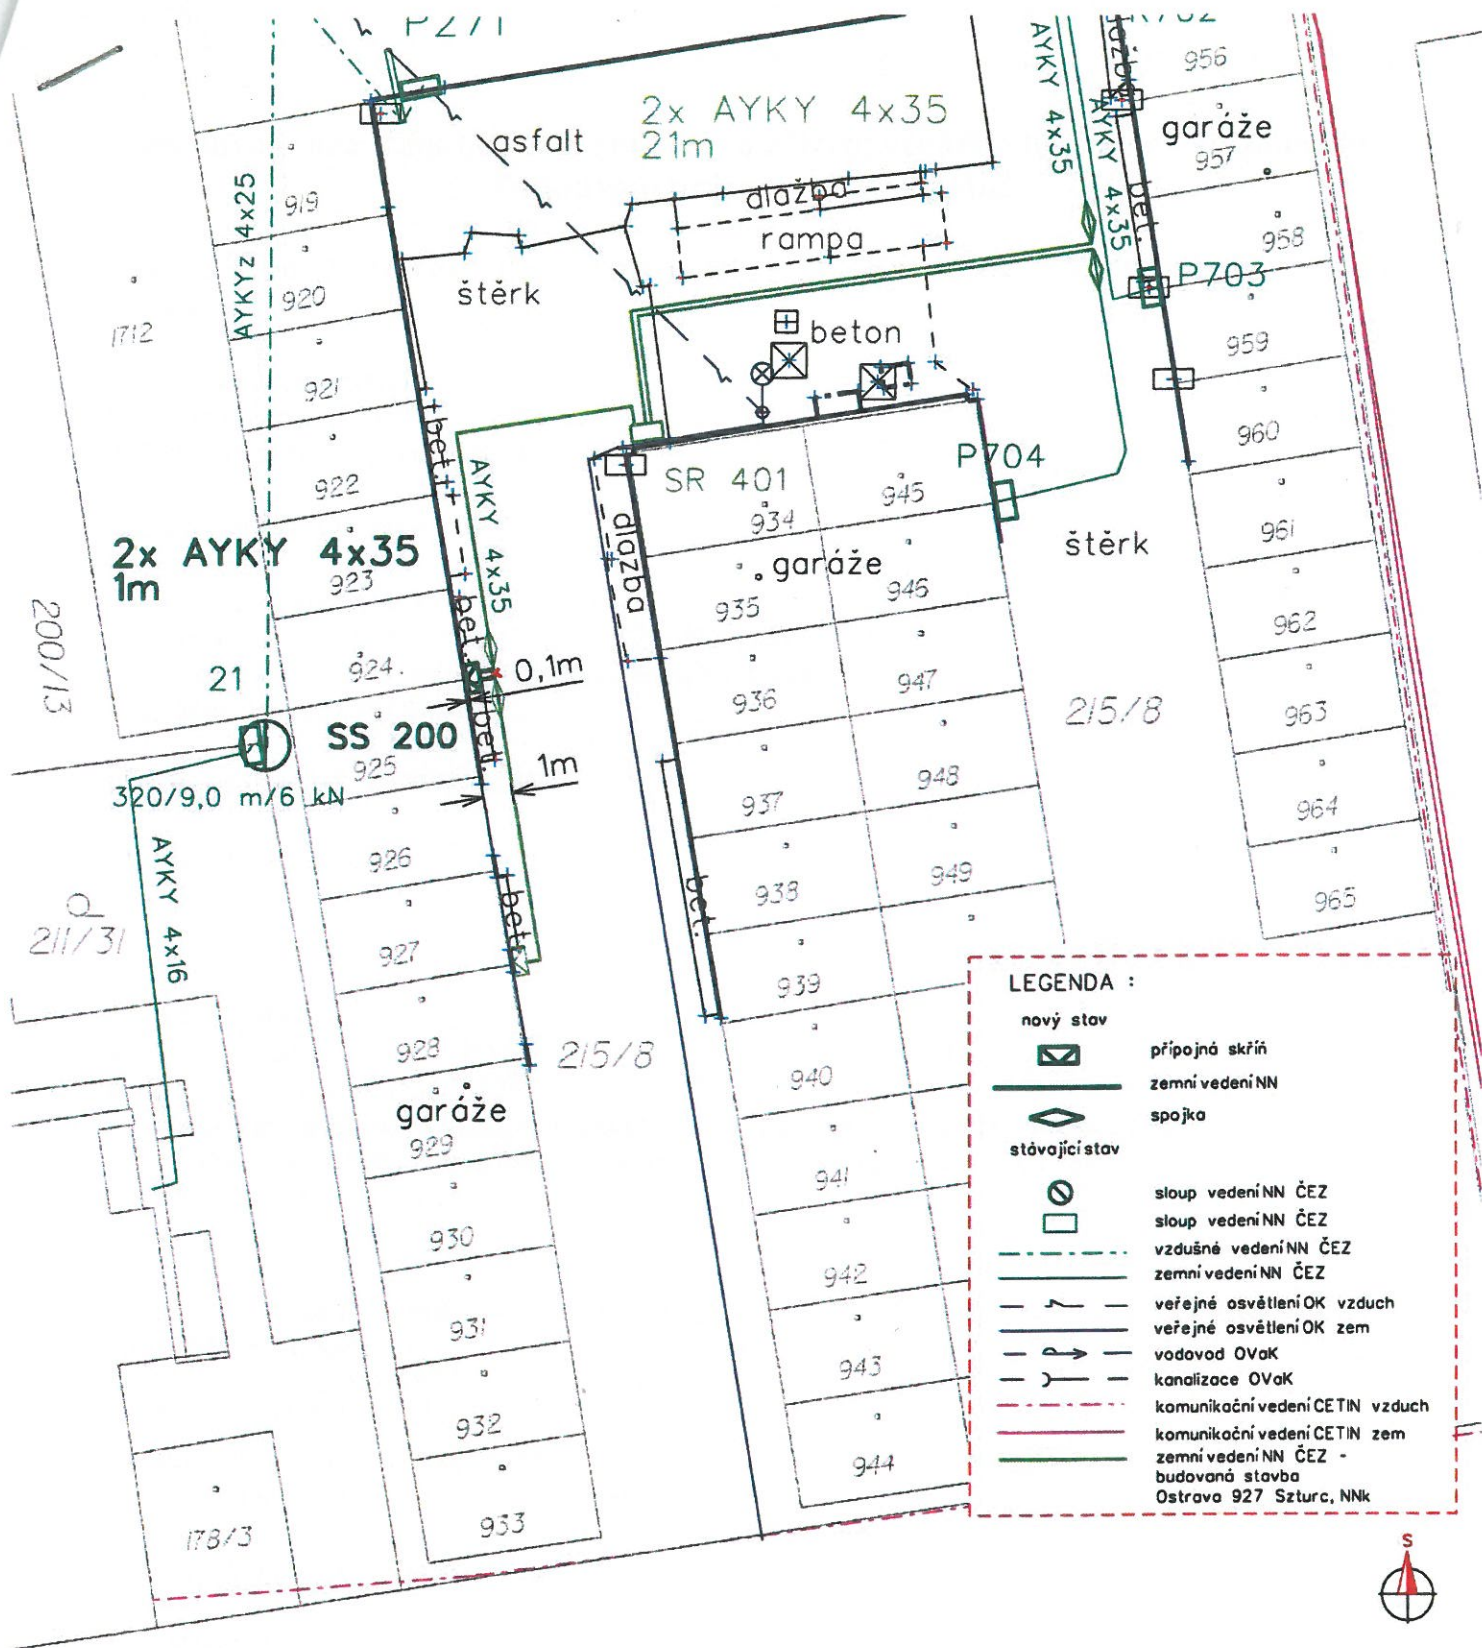 P271
2x AYKY 4x35
21m
asfalt
dlažba
rampa
štěrk
beton
AYKYz 4x25
AYKY 4x35
AYKY 4x35
bet.
garáže
956
957
958
P703
959
960
961
962
963
964
965
919
920
921
922
923
924
925
926
927
928
garáže
929
930
931
932
933
1712
200/13
2x AYKY 4x35
1m
21
SS 200
320/9,0 m/6 kN
AYKY 4x16
211/31
178/3
bet.
AYKY 4x35
bet.
0,1m
bet.
1m
bet.
215/8
SR 401
dlazba
934
garáže
935
936
937
938
939
940
941
942
943
944
bet.
P704
945
946
947
948
949
štěrk
215/8
LEGENDA :
nový stav
přípojná skříň
zemní vedení NN
spojka
stávající stav
sloup vedení NN ČEZ
sloup vedení NN ČEZ
vzdušné vedení NN ČEZ
zemní vedení NN ČEZ
veřejné osvětlení OK vzduch
veřejné osvětlení OK zem
vodovod OVaK
kanalizace OVaK
komunikační vedení CETIN vzduch
komunikační vedení CETIN zem
zemní vedení NN ČEZ -
budovaná stavba
Ostrava 927 Szturc, NNk
S